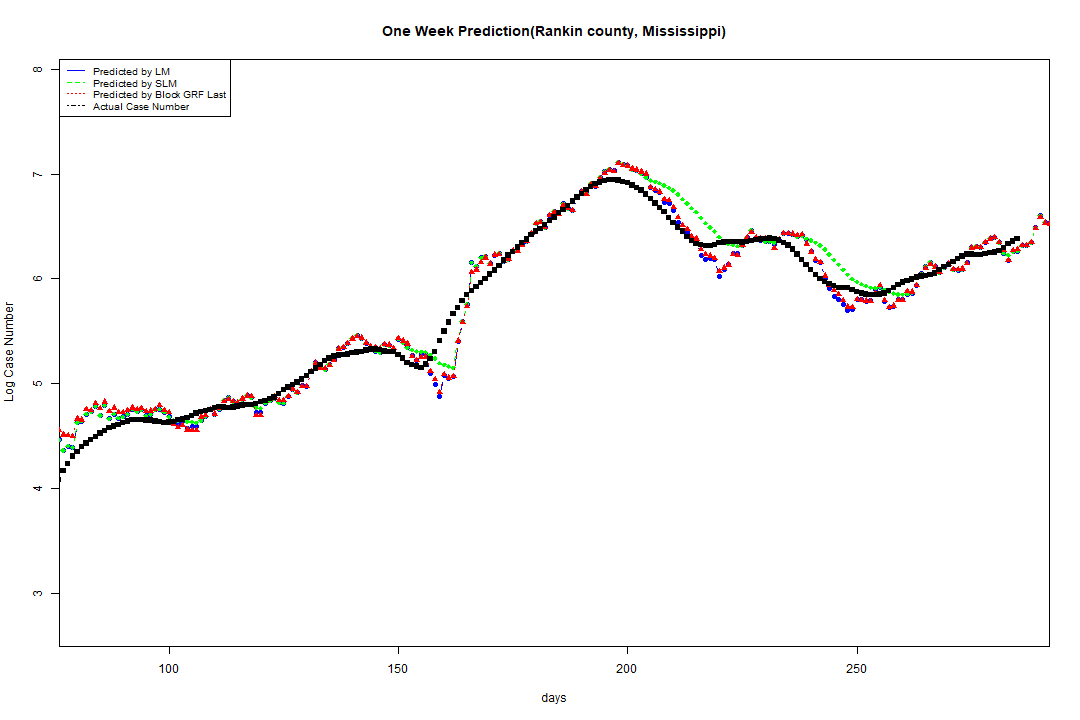 One Week Prediction(Rankin county, Mississippi)
Predicted by LM
Predicted by SLM
Predicted by Block GRF Last
Actual Case Number
8
7
6
5
4
3
Log Case Number
100 150 200 250
days